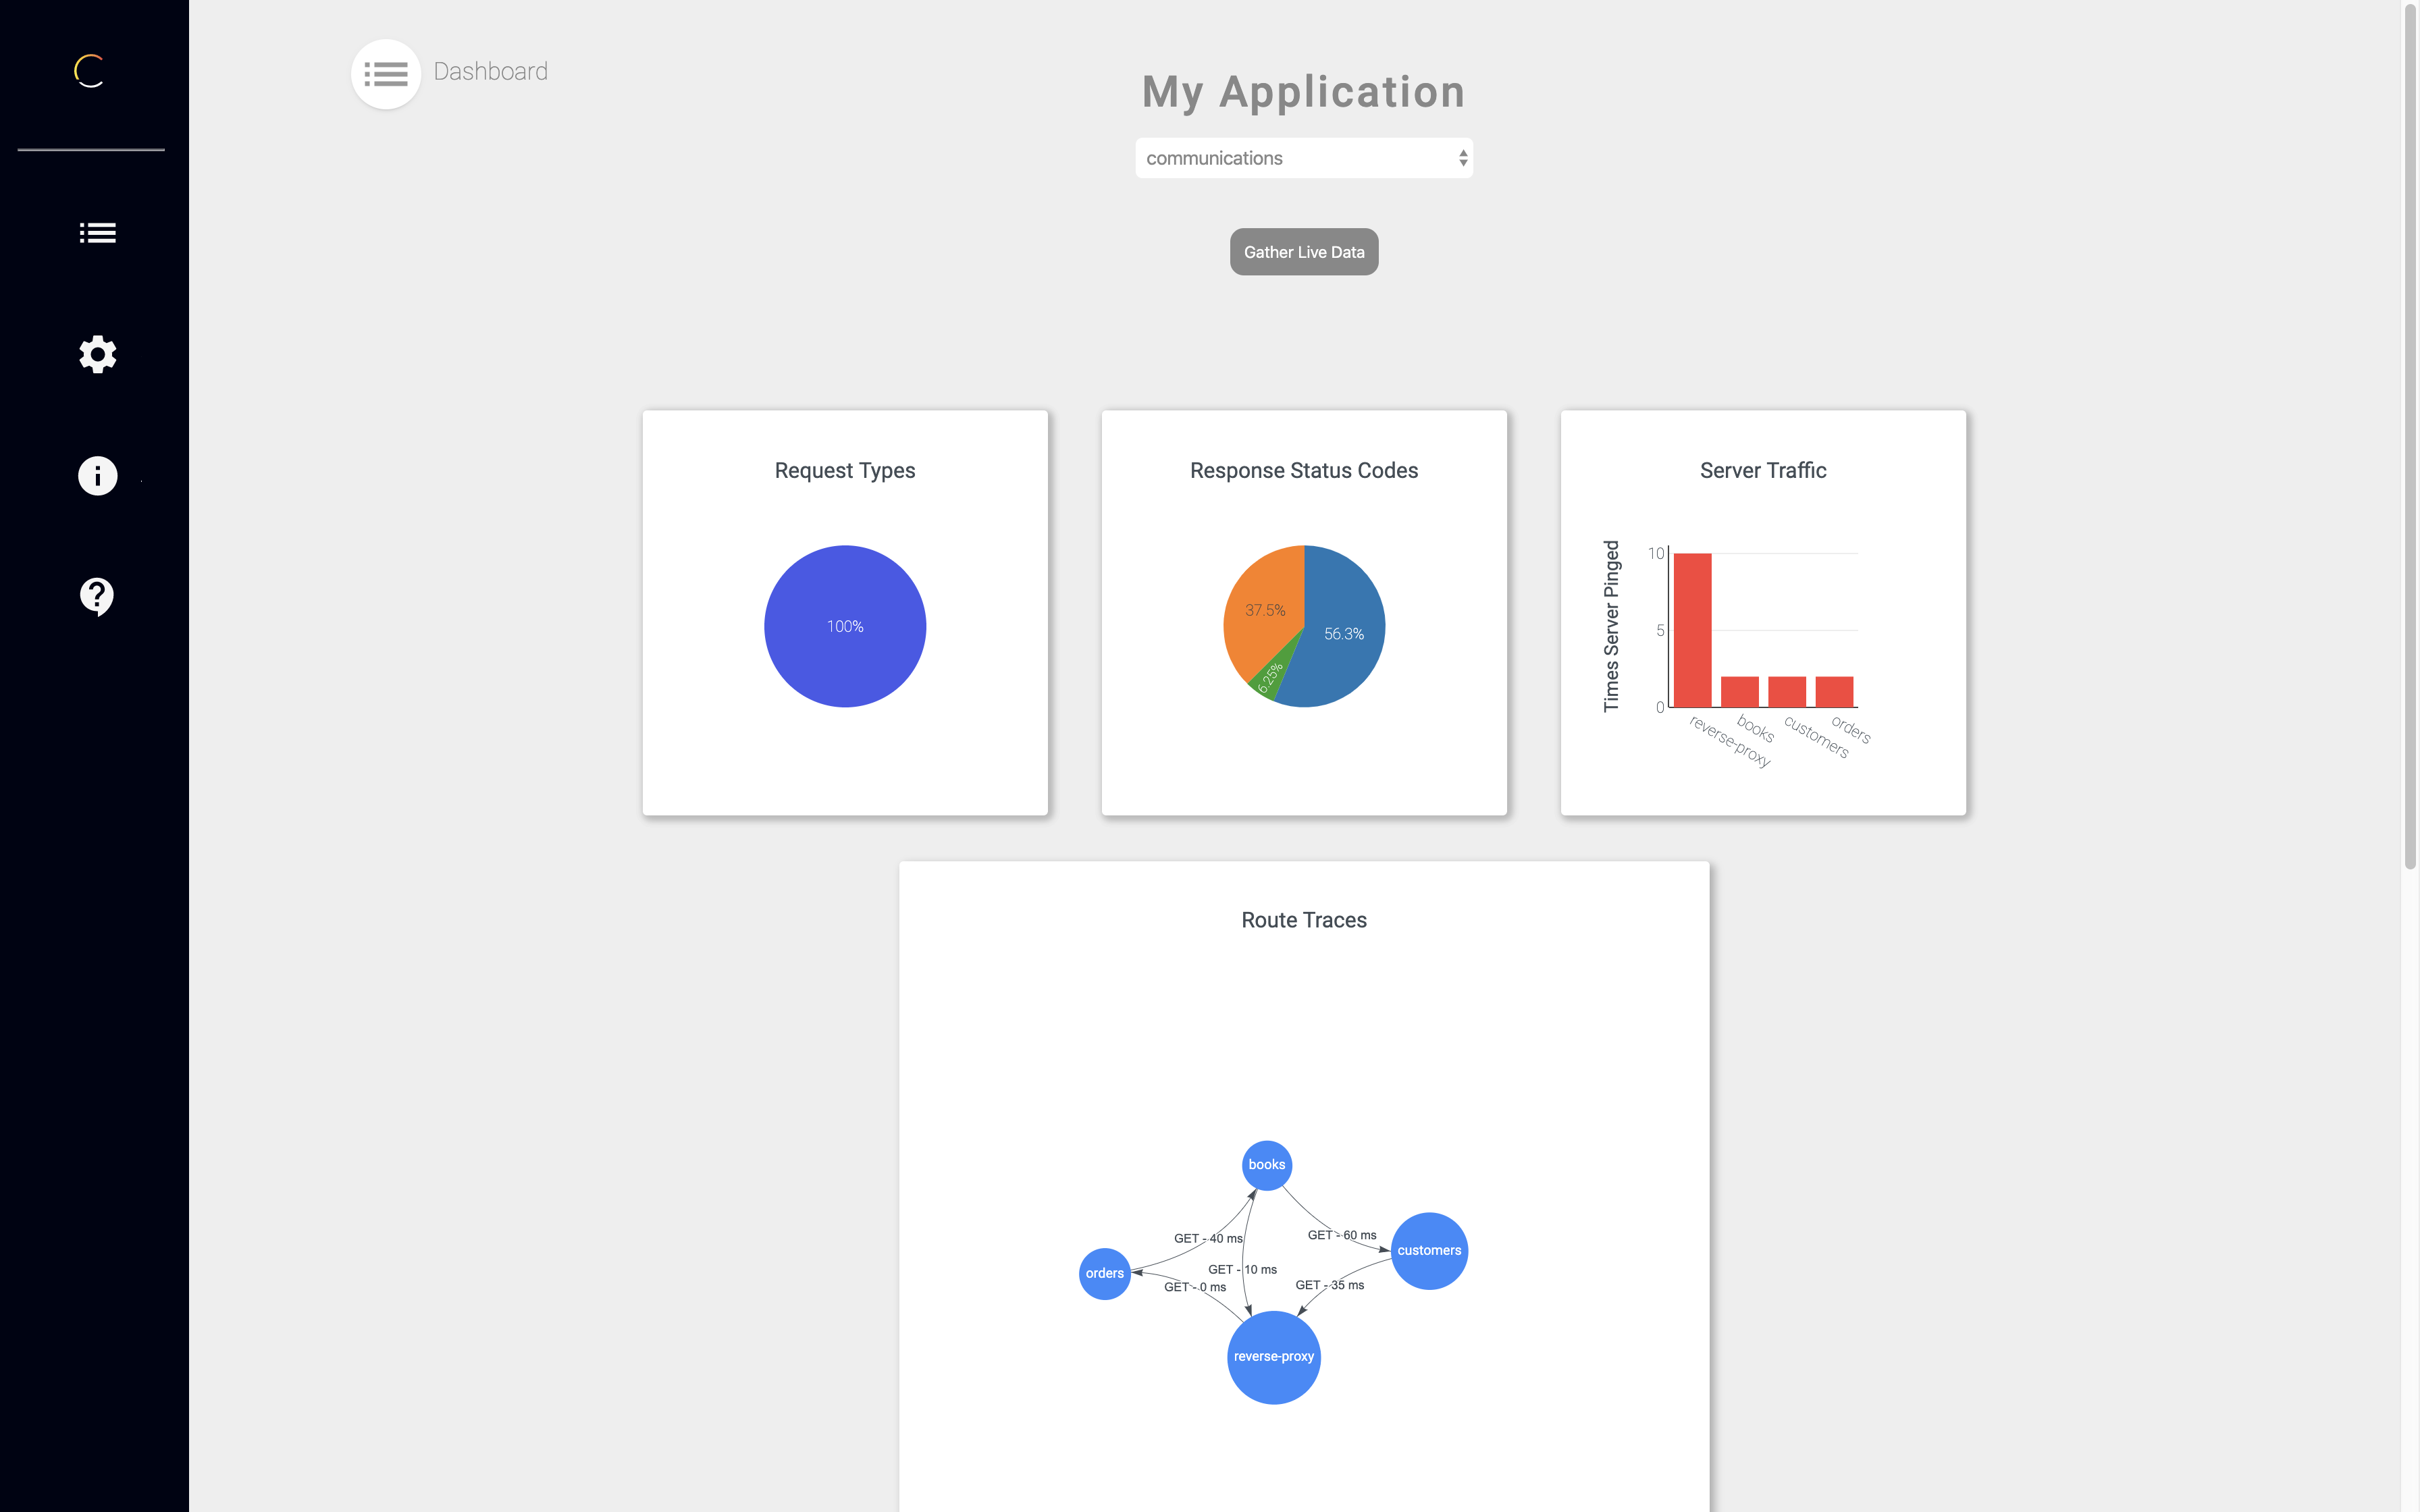 Dashboard
My Application
communications
Gather Live Data
Request Types
100%
Response Status Codes
37.5%
56.3%
6.25%
Server Traffic
Times Server Pinged
10
5
0
reverse-proxy
books
customers
orders
Route Traces
books
GET - 40 ms
GET - 60 ms
customers
orders
GET - 10 ms
GET - 0 ms
GET - 35 ms
reverse-proxy